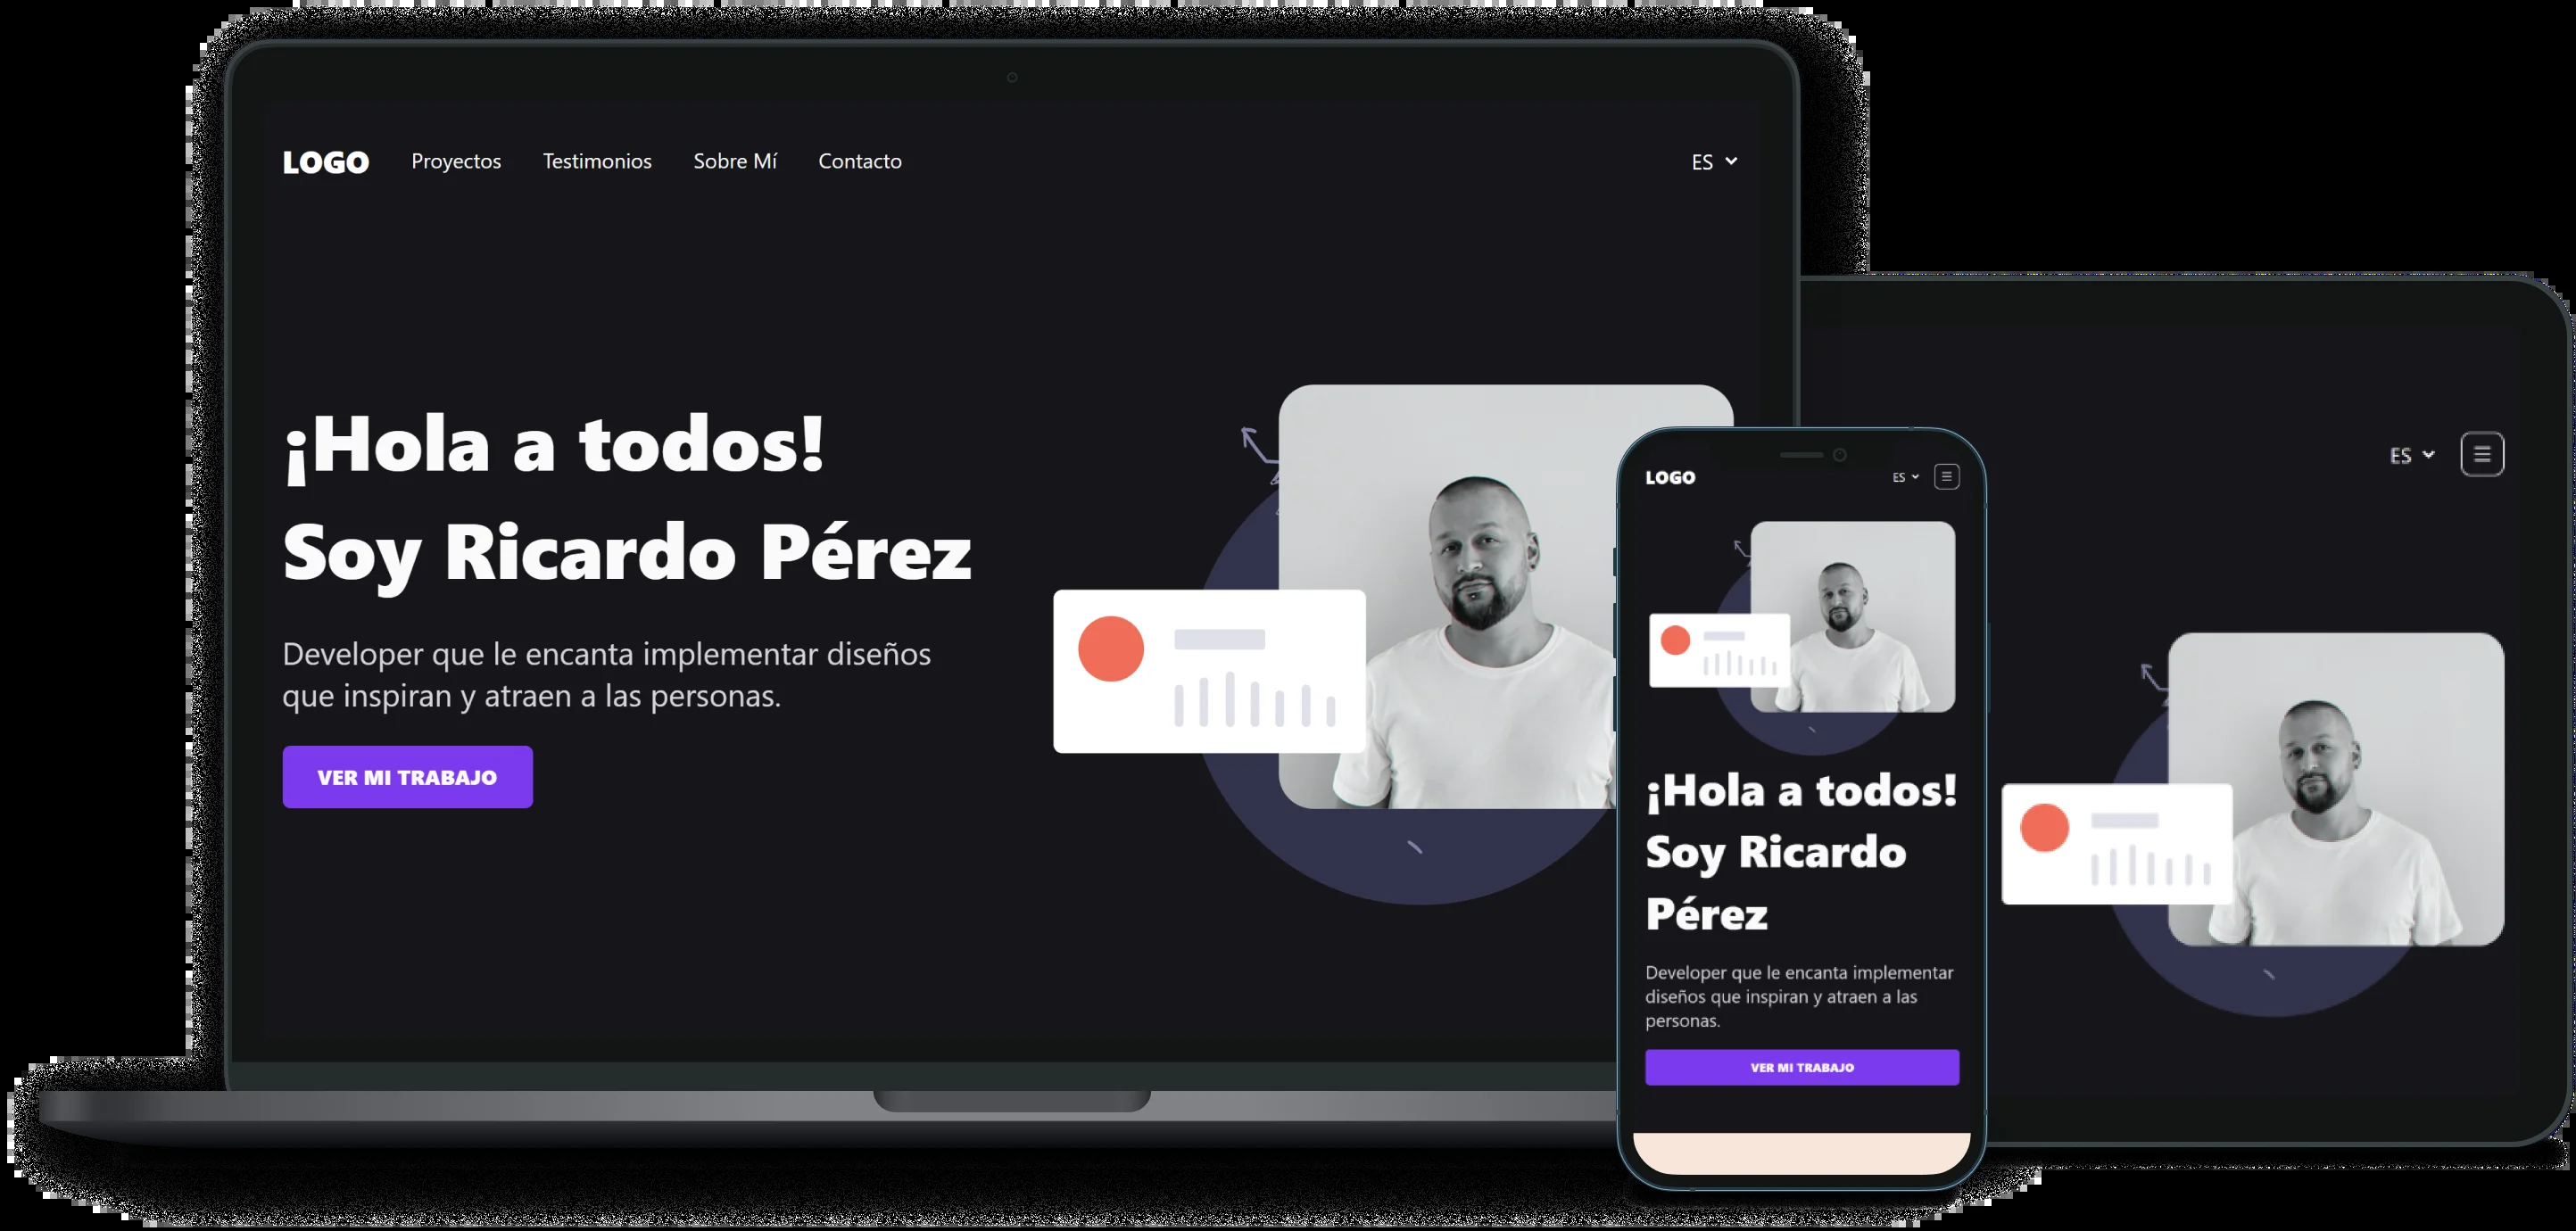 LOGO Proyectos Testimonios Sobre Mí Contacto ES
¡Hola a todos!
Soy Ricardo Pérez
Developer que le encanta implementar diseños
que inspiran y atraen a las personas.
VER MI TRABAJO
LOGO ES
¡Hola a todos!
Soy Ricardo
Pérez
Developer que le encanta implementar
diseños que inspiran y atraen a las
personas.
VER MI TRABAJO
ES